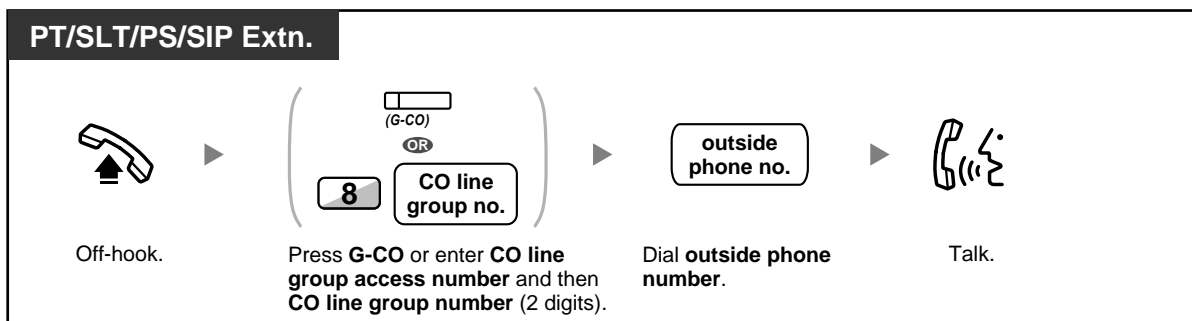 PT/SLT/PS/SIP Extn.
(G-CO)
OR
8
CO line
group no.
outside
phone no.
Off-hook.
Press G-CO or enter CO line
group access number and then
CO line group number (2 digits).
Dial outside phone
number.
Talk.